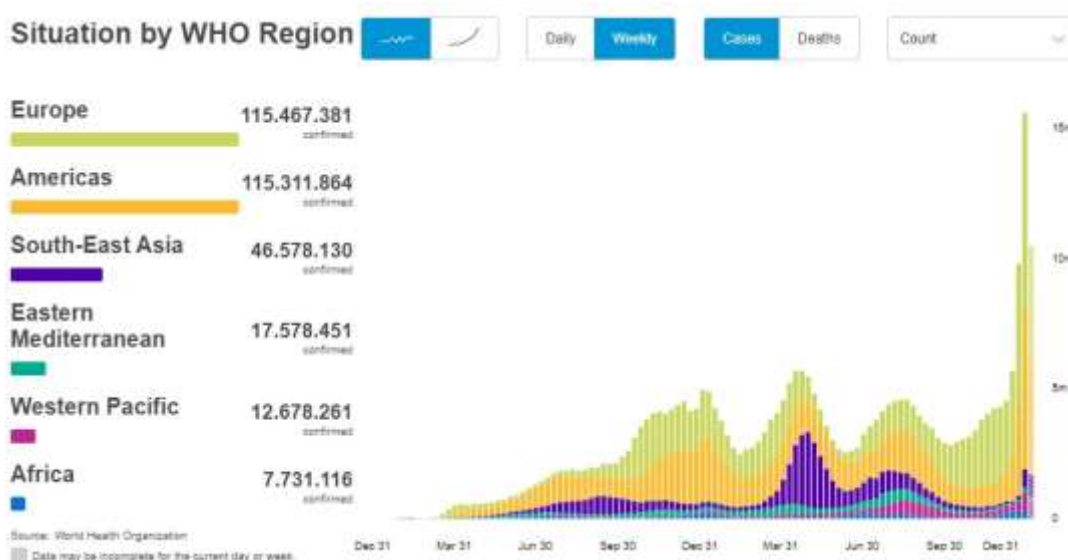 Situation by WHO Region
Daily
Weekly
Cases
Deaths
Count
Europe
115.467.381
confirmed
Americas
115.311.864
confirmed
South-East Asia
46.578.130
confirmed
Eastern
Mediterranean
17.578.451
confirmed
Western Pacific
12.678.261
confirmed
Africa
7.731.116
confirmed
Source: World Health Organization
Data may be incomplete for the current day or week.
15m
10m
5m
0
Dec 31
Mar 31
Jun 30
Sep 30
Dec 31
Mar 31
Jun 30
Sep 30
Dec 31